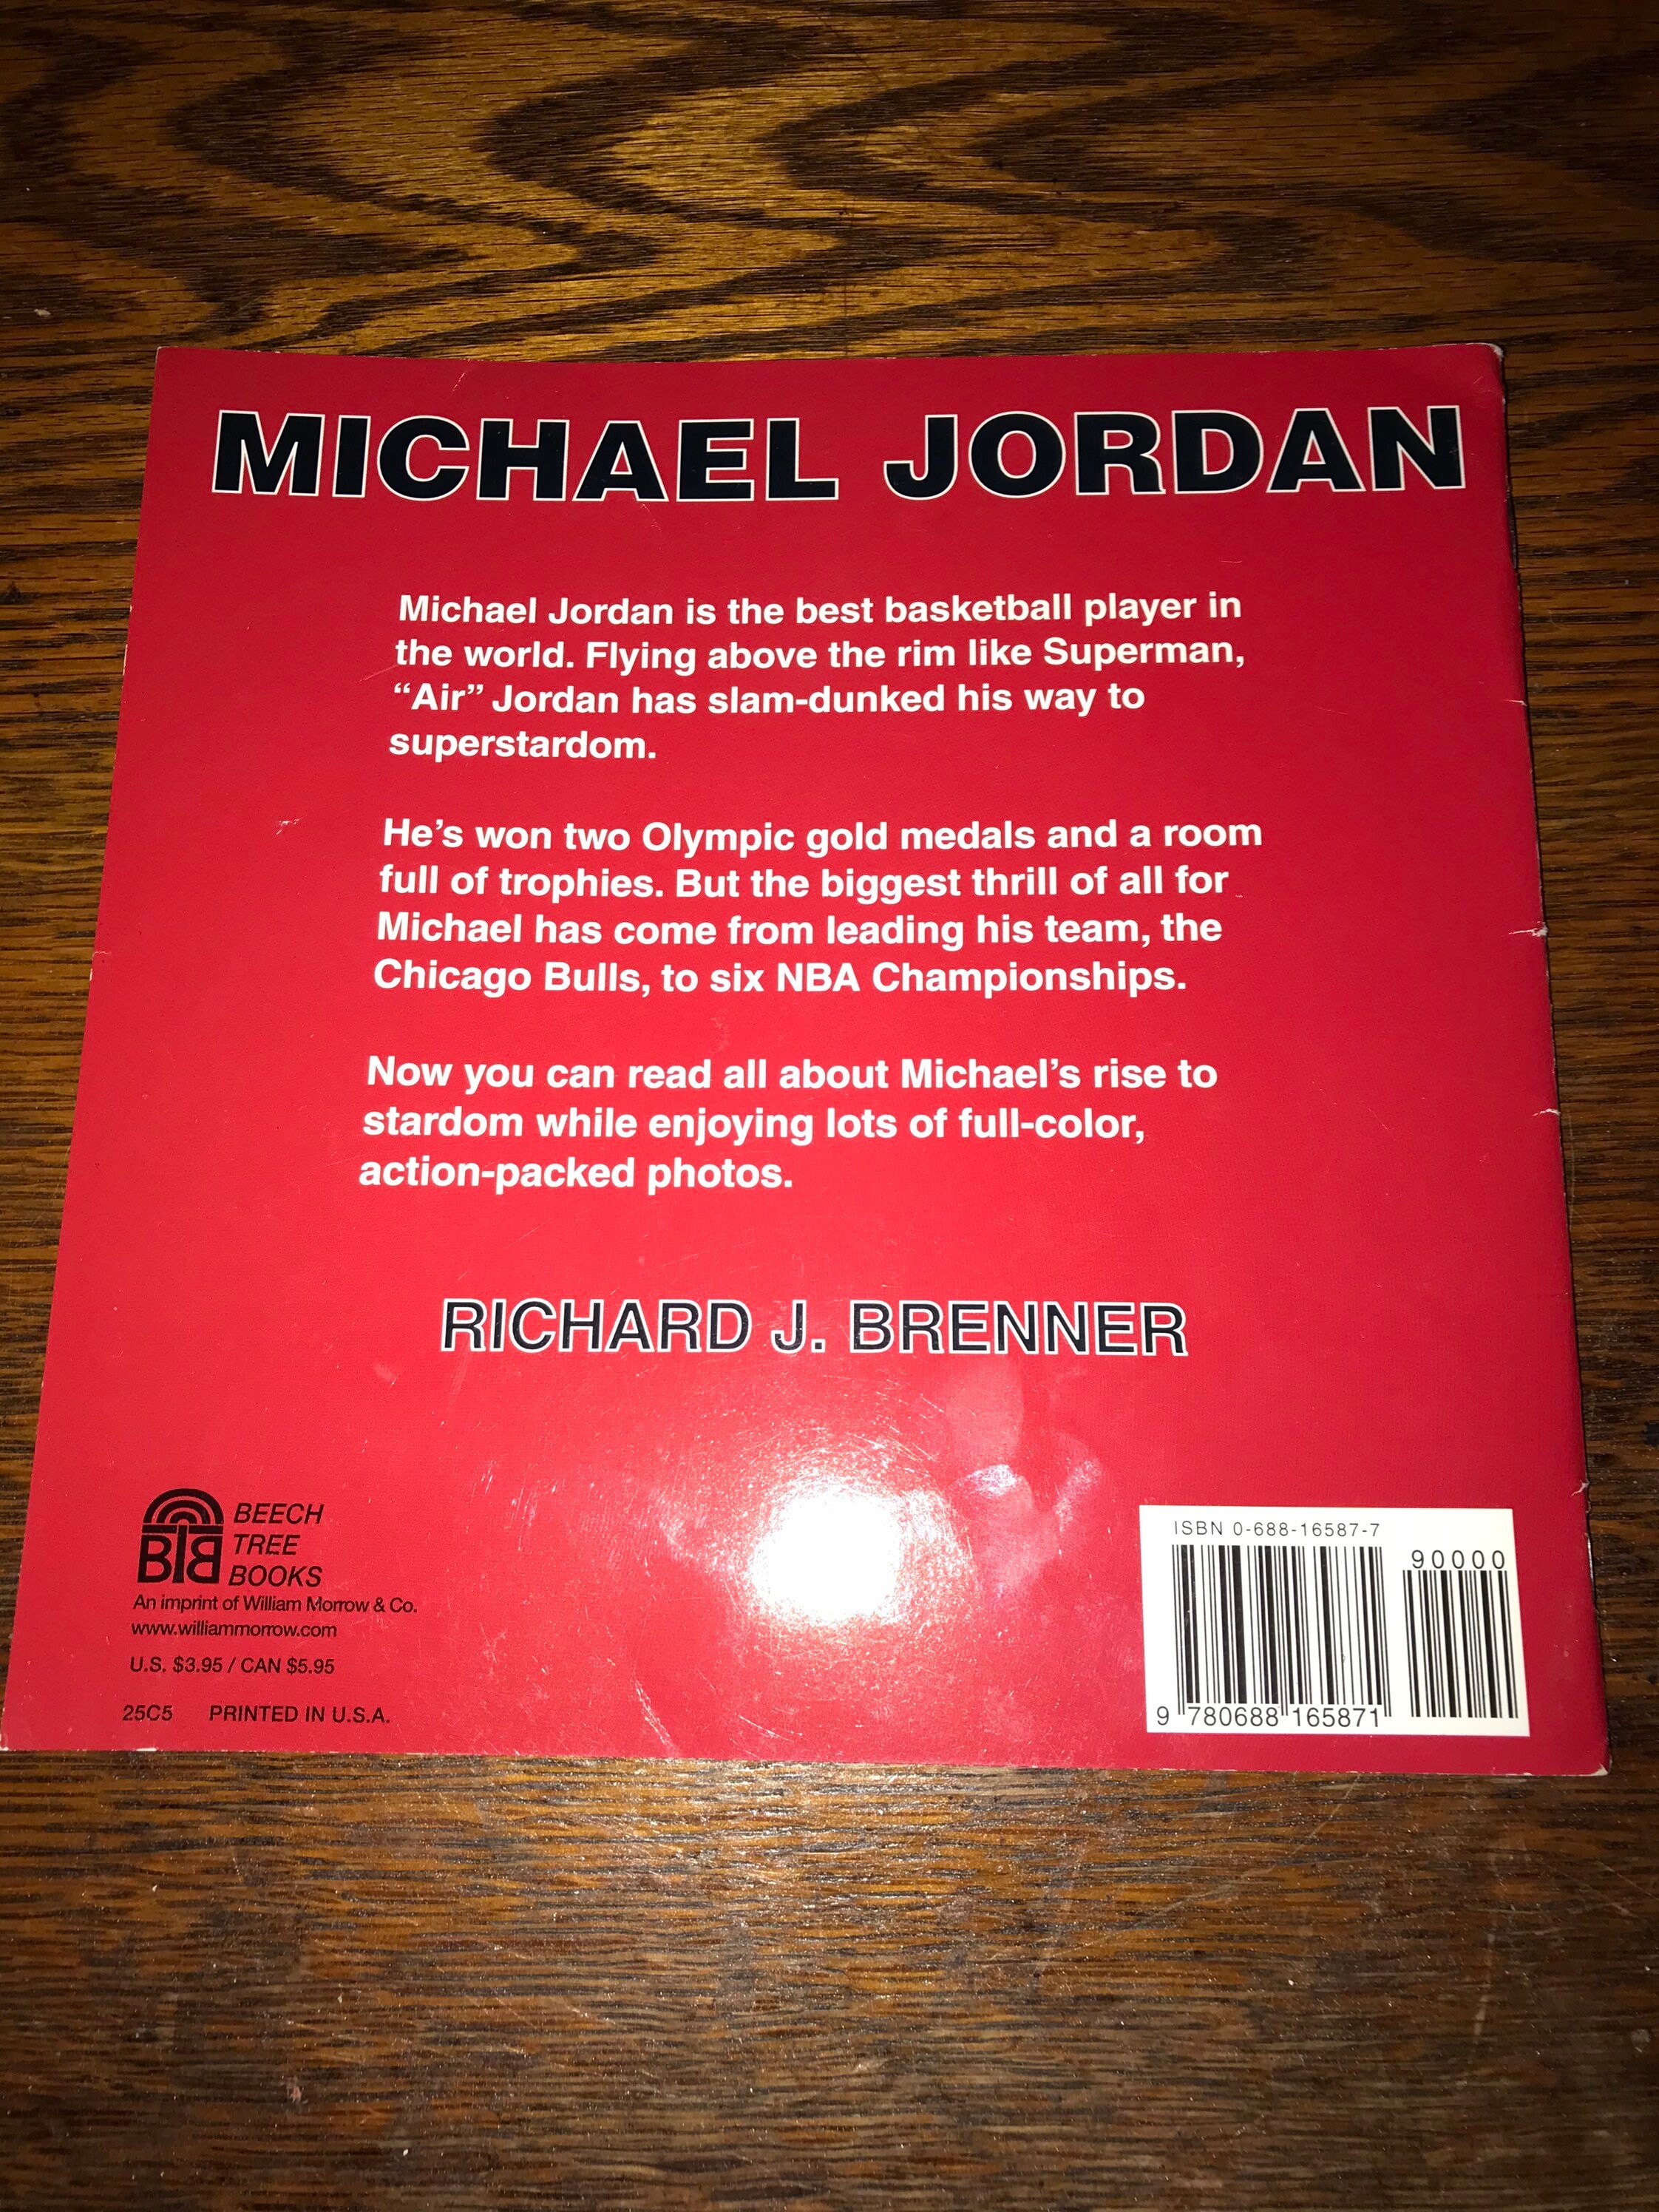 MICHAEL JORDAN
Michael Jordan is the best basketball player in
the world. Flying above the rim like Superman,
“Air” Jordan has slam-dunked his way to
superstardom.
He’s won two Olympic gold medals and a room
full of trophies. But the biggest thrill of all for
Michael has come from leading his team, the
Chicago Bulls, to six NBA Championships.
Now you can read all about Michael’s rise to
stardom while enjoying lots of full-color,
action-packed photos.
RICHARD J. BRENNER
BTB
BEECH
TREE
BOOKS
An imprint of William Morrow & Co.
www.williammorrow.com
U.S. $3.95 / CAN $5.95
25C5 PRINTED IN U.S.A.
ISBN 0-688-16587-7
90000
9 780688 165871